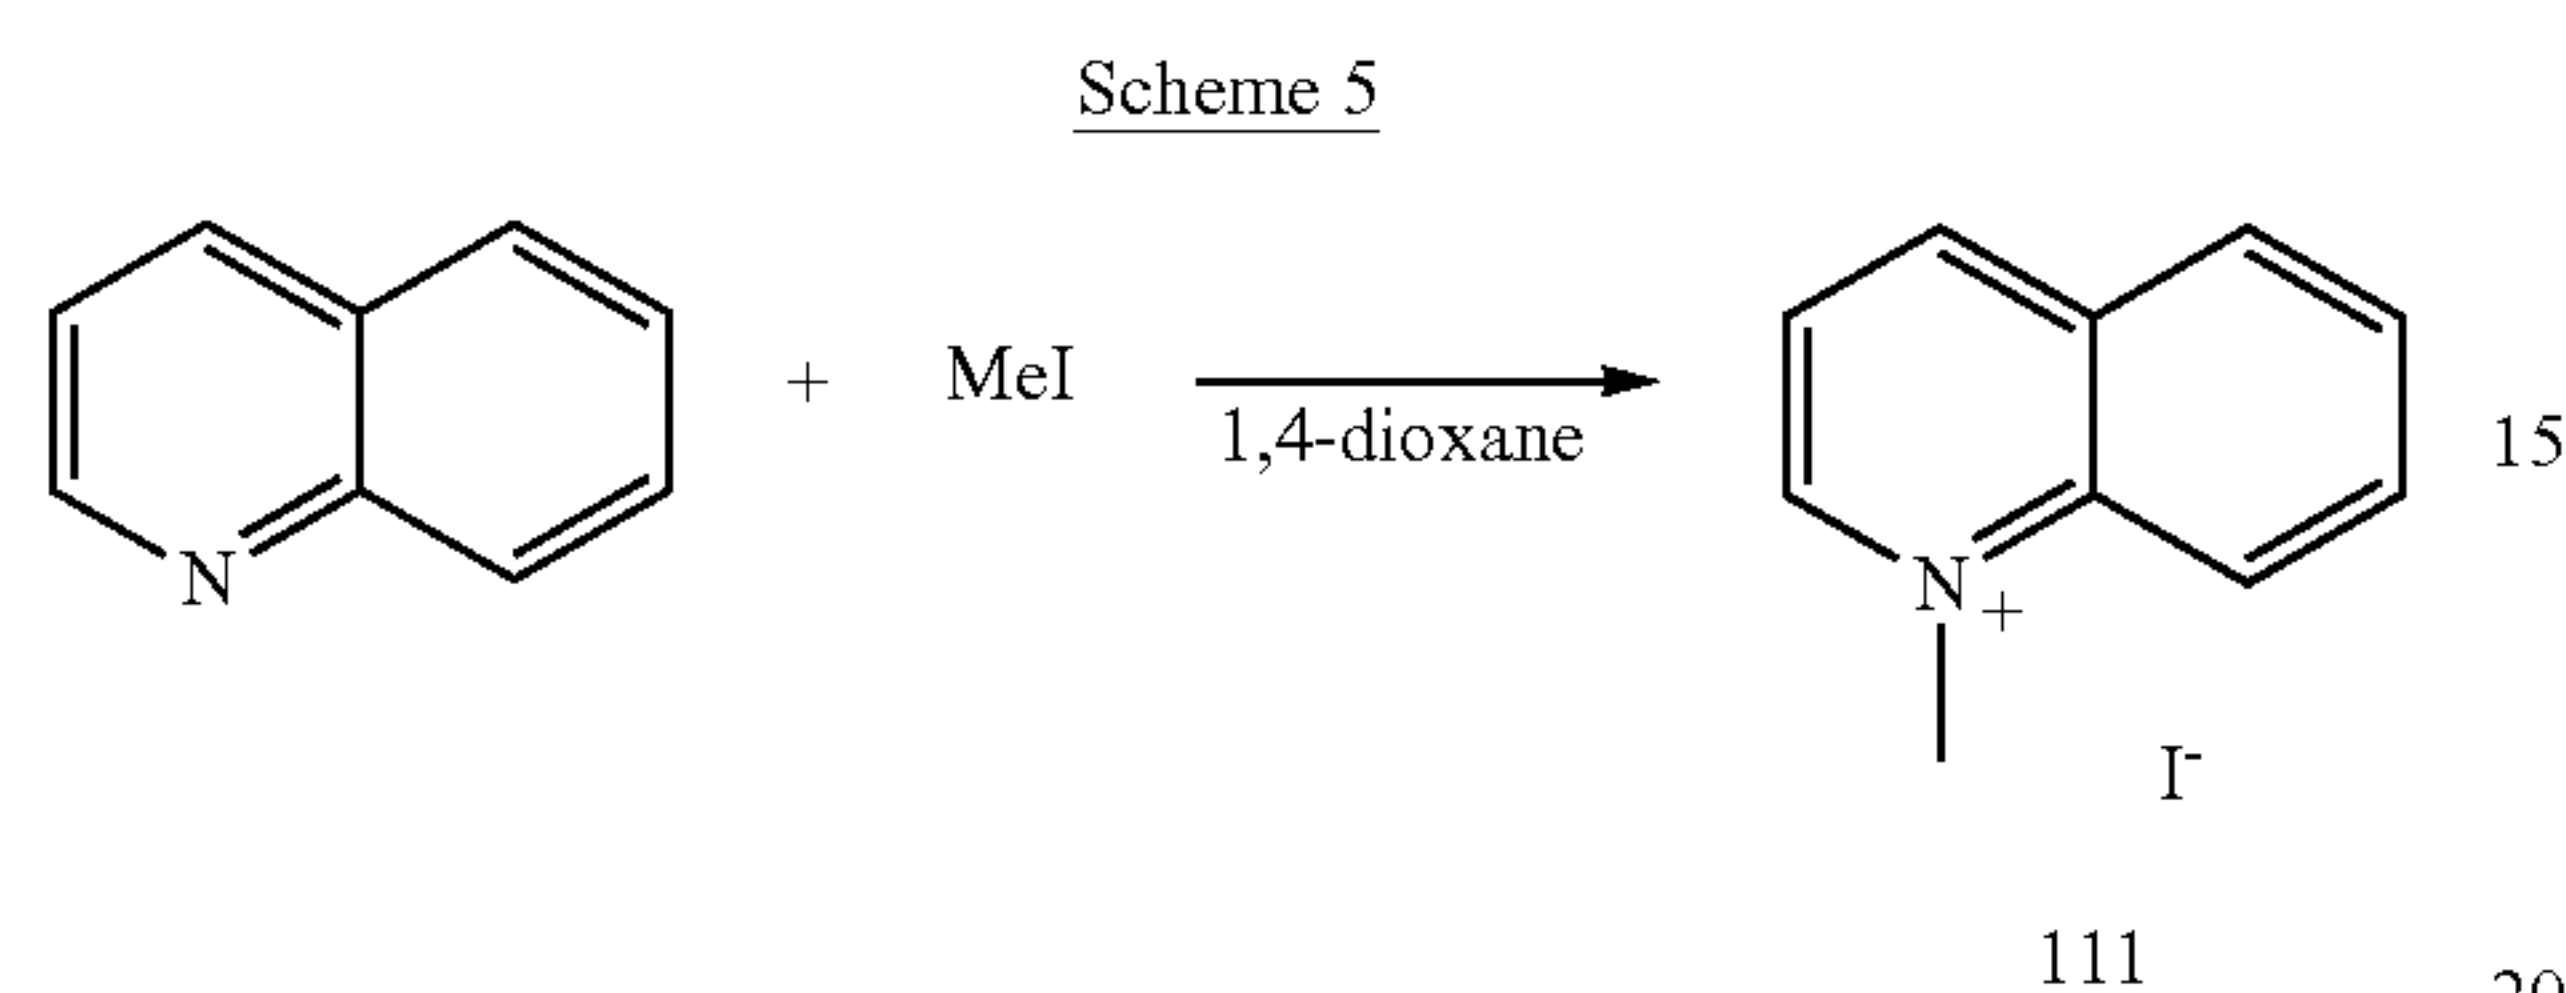 Scheme 5
+ MeI
1,4-dioxane
15
N
N +
I-
111